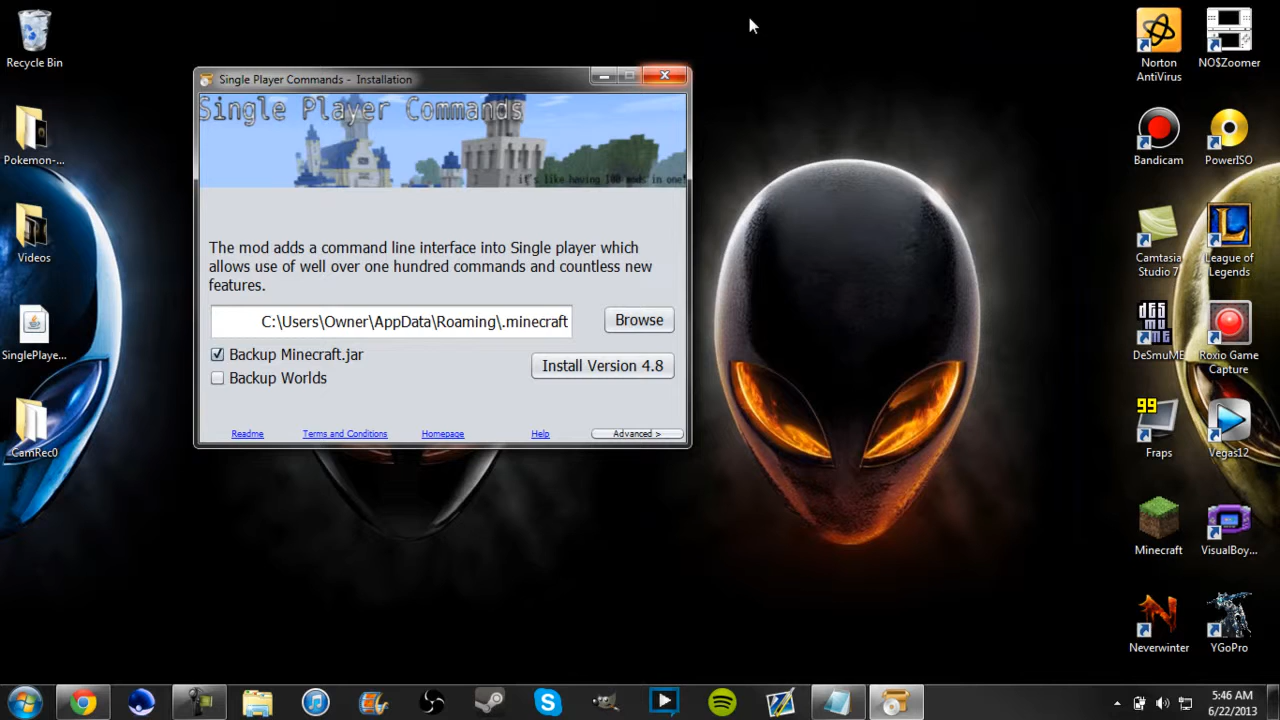 Recycle Bin
Pokemon-...
Videos
SinglePlaye...
CamRec0
Single Player Commands - Installation
Single Player Commands
it's like having 100 mods in one!
The mod adds a command line interface into Single player which
allows use of well over one hundred commands and countless new
features.
C:\Users\Owner\AppData\Roaming\.minecraft
Browse
Backup Minecraft.jar
Backup Worlds
Install Version 4.8
Readme
Terms and Conditions
Homepage
Help
Advanced >
Norton
AntiVirus
NO$Zoomer
Bandicam
PowerISO
Camtasia
Studio 7
League of
Legends
DeSmuME
Roxio Game
Capture
99
Fraps
Vegas12
Minecraft
VisualBoy...
Neverwinter
YGoPro
5:46 AM
6/22/2013